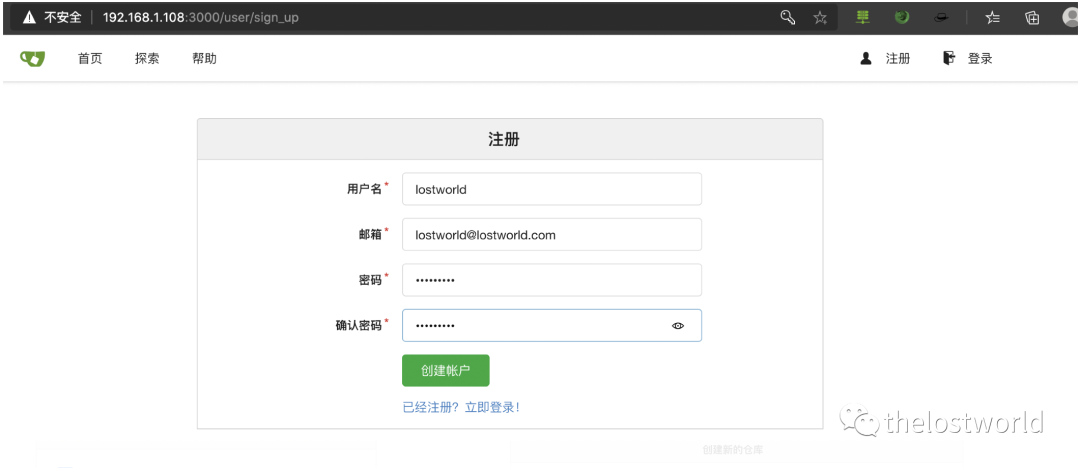 不安全 192.168.1.108:3000/user/sign_up
首页 探索 帮助 注册 登录
注册
用户名* lostworld
邮箱* lostworld@lostworld.com
密码* •••••••••
确认密码* •••••••••
创建帐户
已经注册？立即登录！
thelostworld
创建新的仓库